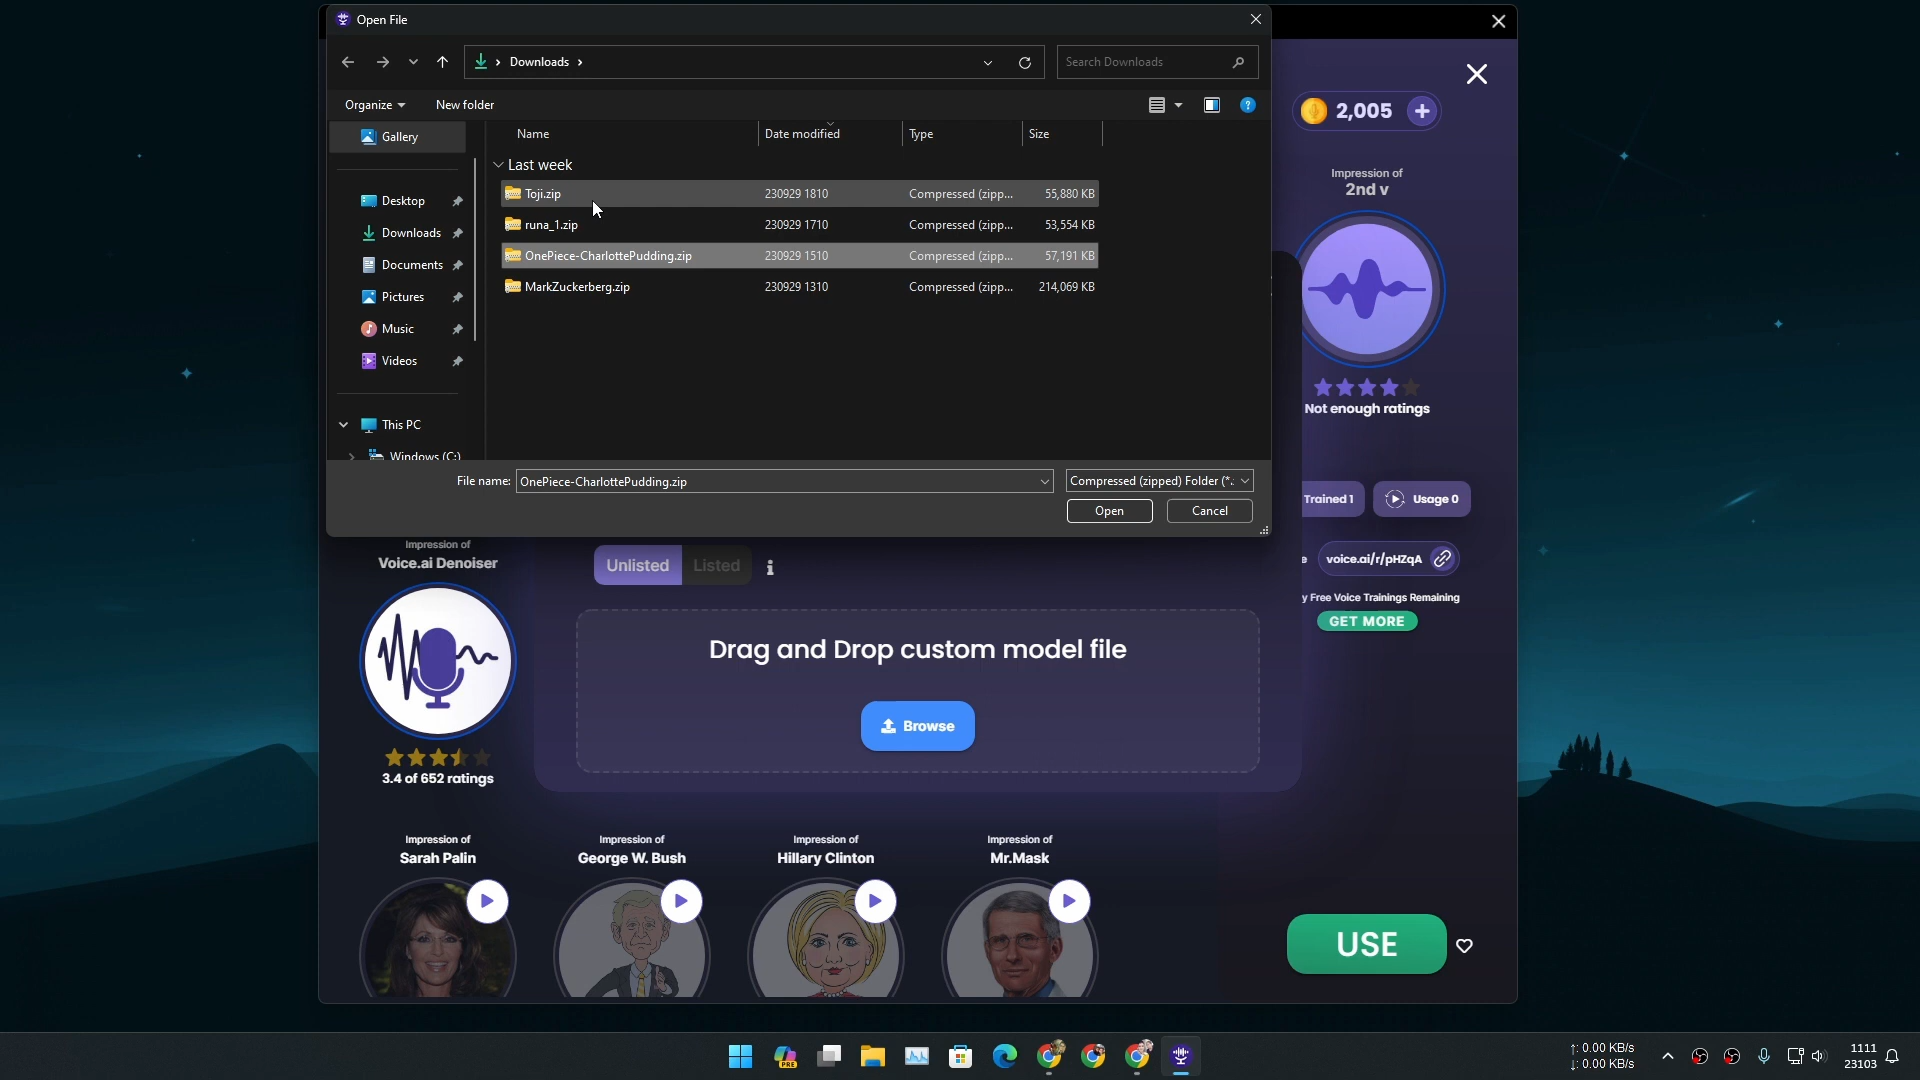 Open File
Downloads
Search Downloads
Organize
New folder
Gallery
Desktop
Downloads
Documents
Pictures
Music
Videos
This PC
Windows (C:)
Name
Date modified
Type
Size
Last week
Toji.zip
230929 1810
Compressed (zipp...
55,880 KB
runa_1.zip
230929 1710
Compressed (zipp...
53,554 KB
OnePiece-CharlottePudding.zip
230929 1510
Compressed (zipp...
57,191 KB
MarkZuckerberg.zip
230929 1310
Compressed (zipp...
214,069 KB
File name:
OnePiece-CharlottePudding.zip
Compressed (zipped) Folder (*.
Open
Cancel
2,005
Impression of
2nd v
Not enough ratings
Trained 1
Usage 0
e
voice.ai/r/pHZqA
y Free Voice Trainings Remaining
GET MORE
Impression of
Voice.ai Denoiser
3.4 of 652 ratings
Unlisted
Listed
Drag and Drop custom model file
Browse
Impression of
Sarah Palin
Impression of
George W. Bush
Impression of
Hillary Clinton
Impression of
Mr.Mask
USE
PRE
↑: 0.00 KB/s
↓: 0.00 KB/s
1111
23103